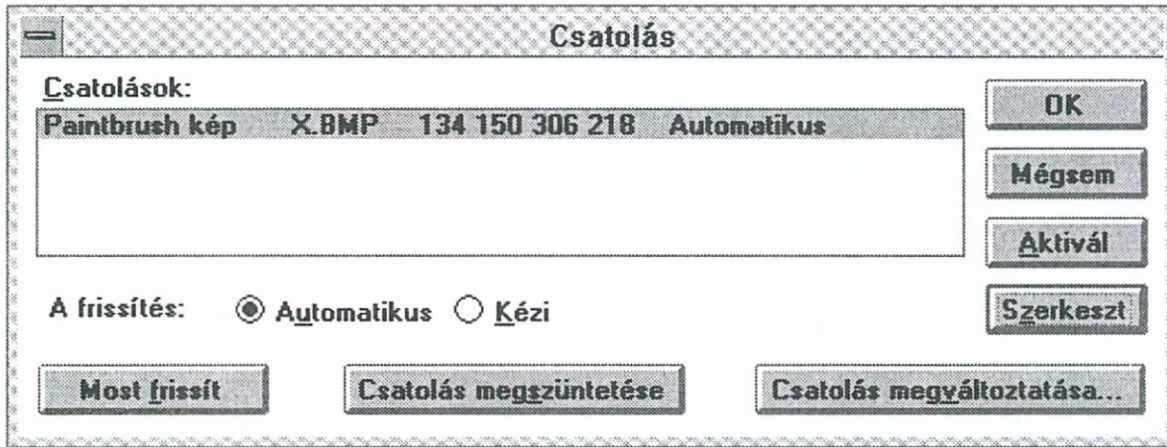 Csatolás
Csatolások:
Paintbrush kép X.BMP 134 150 306 218 Automatikus
OK
Mégsem
Aktivál
Szerkeszt
A frissítés: Automatikus Kézi
Most frissít Csatolás megszüntetése Csatolás megváltoztatása...